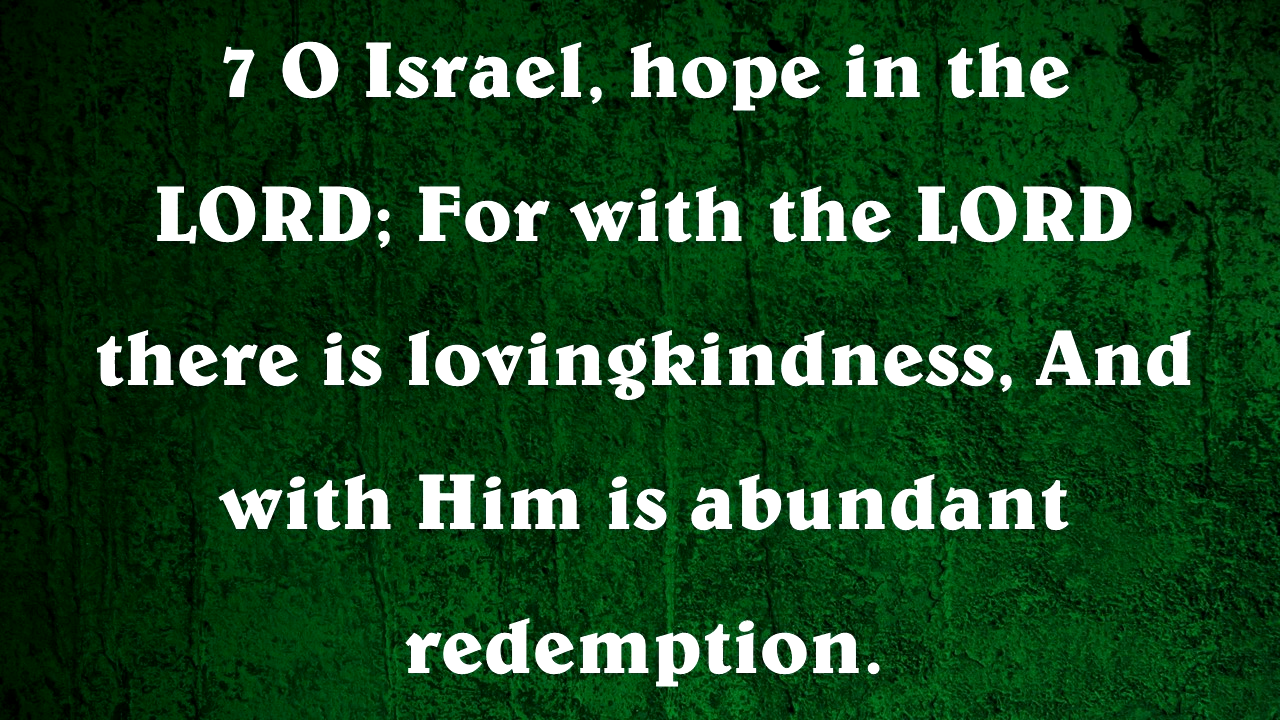 7 O Israel, hope in the
LORD; For with the LORD
there is lovingkindness, And
with Him is abundant
redemption.